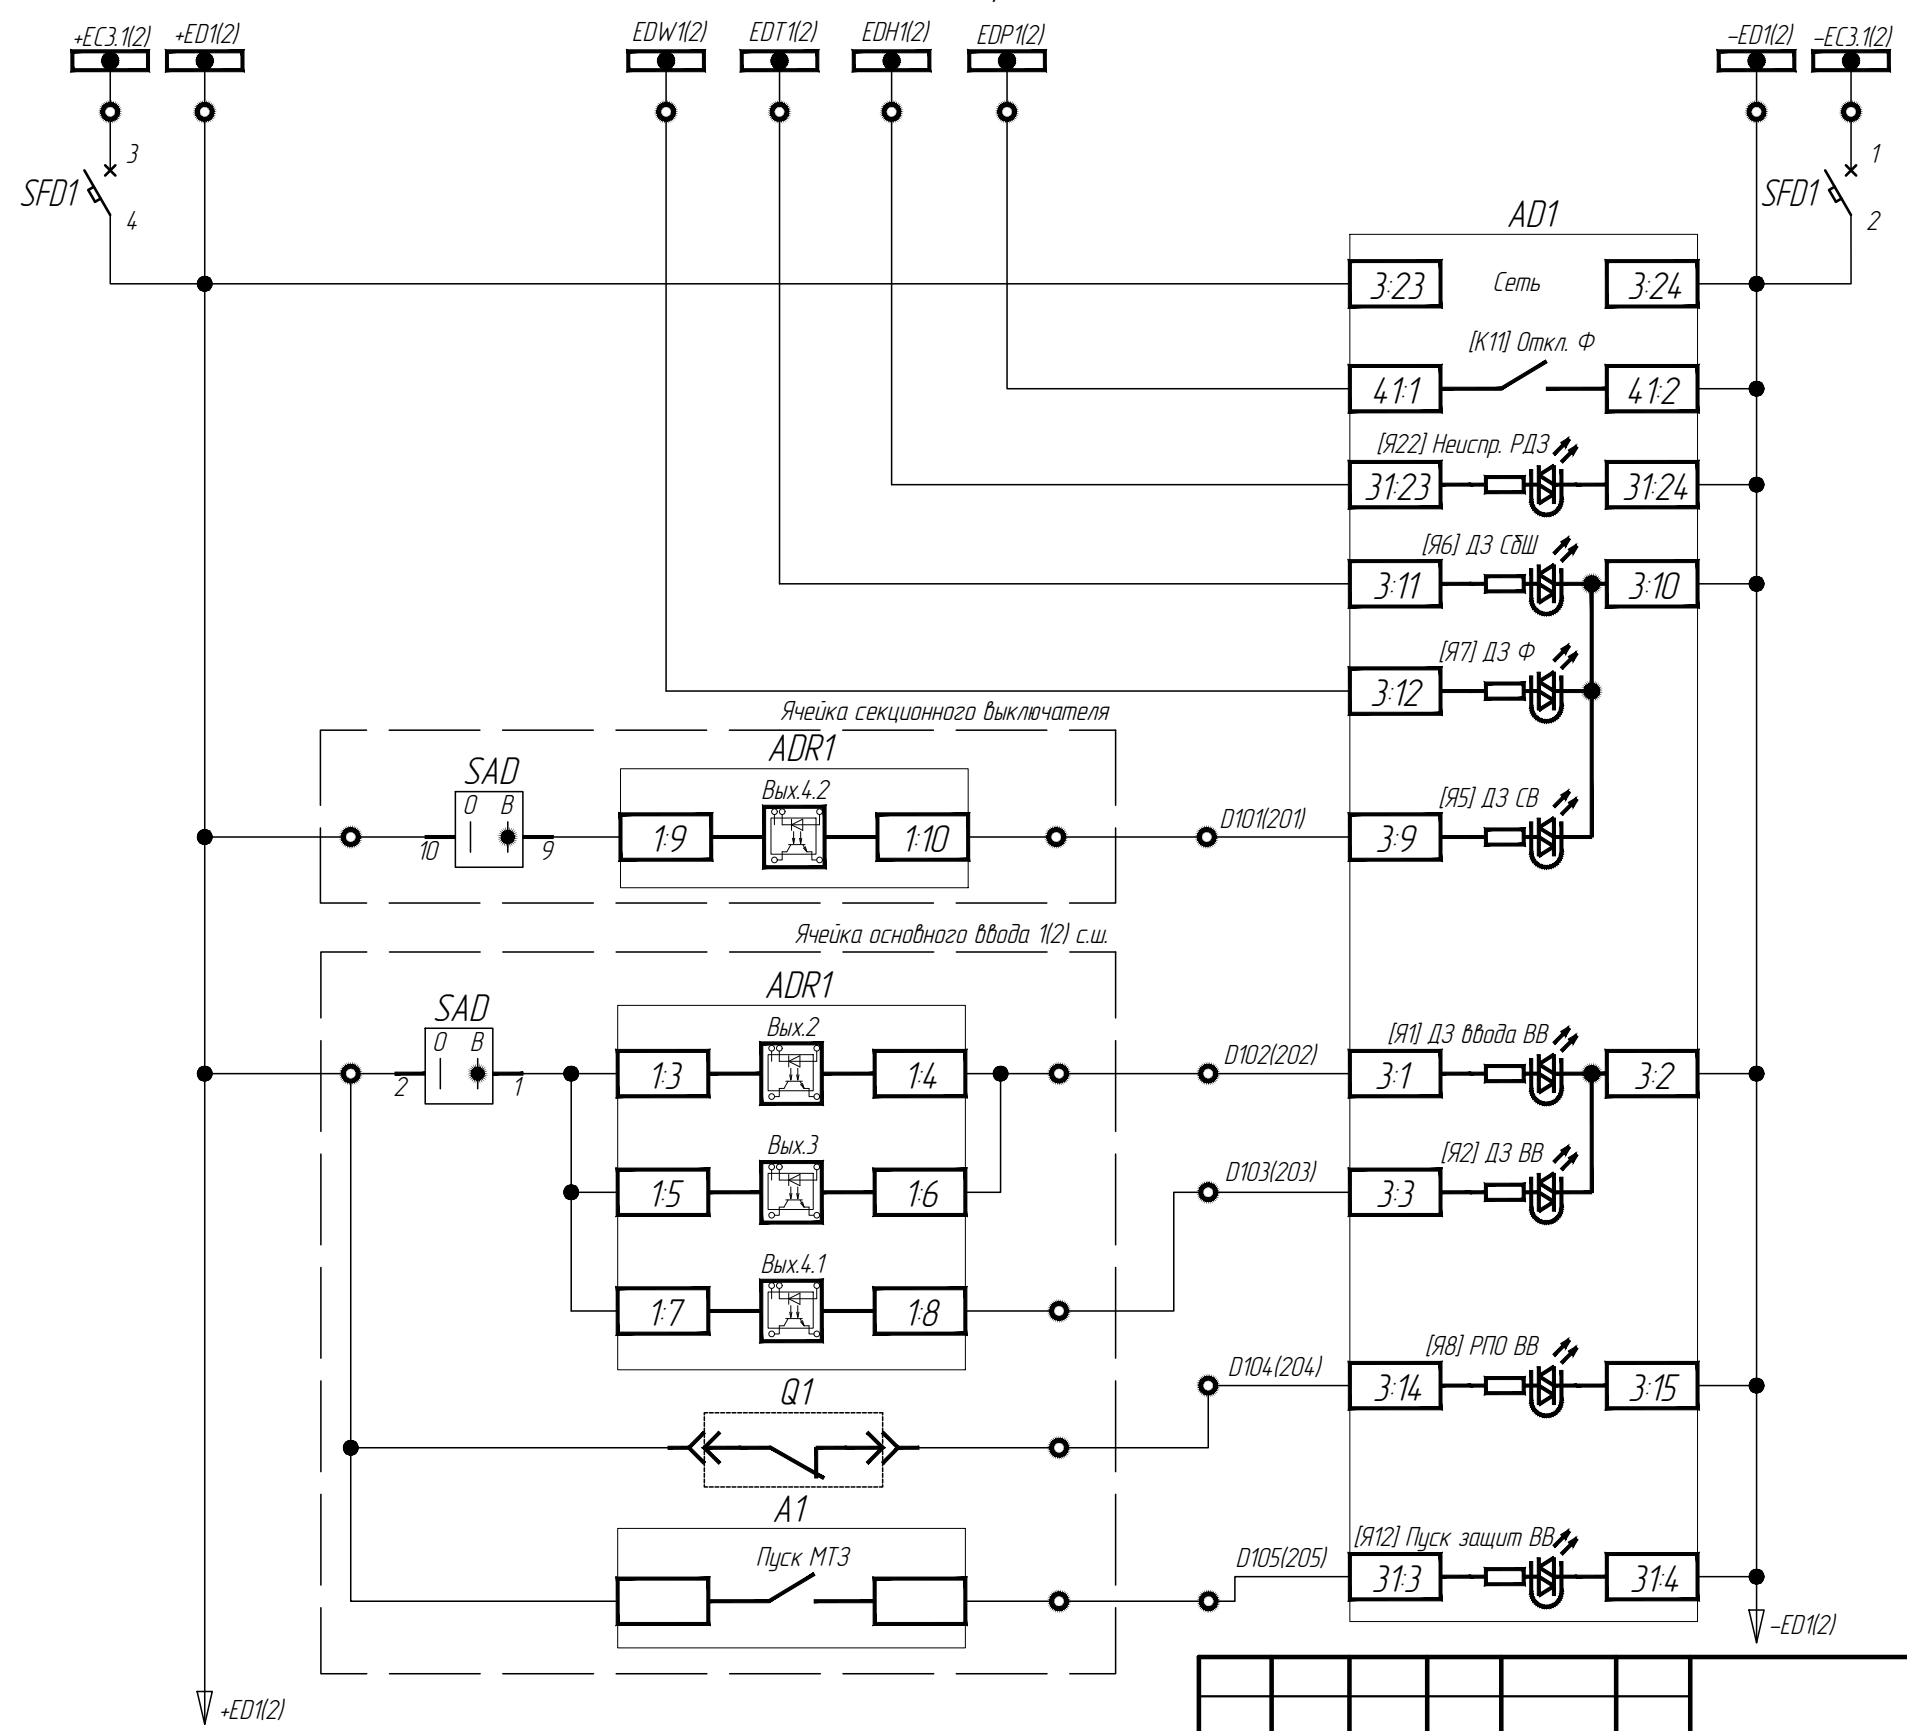 +EC3.1(2) +ED1(2) EDW1(2) EDT1(2) EDH1(2) EDP1(2) –ED1(2) –EC3.1(2)
3 1
SFD1 SFD1
4 2
AD1
3:23 Сеть 3:24
[К11] Откл. Ф
41:1 41:2
[Я22] Неиспр. РДЗ
31:23 31:24
[Я6] ДЗ СбШ
3:11 3:10
[Я7] ДЗ Ф
3:12
Ячейка секционного выключателя
ADR1
SAD
0 В
Вых.4.2
[Я5] ДЗ СВ
D101(201)
10 9 1:9 1:10 3:9
Ячейка основного ввода 1(2) с.ш.
ADR1
SAD
0 В
Вых.2
[Я1] ДЗ ввода ВВ
D102(202)
2 1 1:3 1:4 3:1 3:2
Вых.3
[Я2] ДЗ ВВ
D103(203)
1:5 1:6 3:3
Вых.4.1
1:7 1:8
[Я8] РПО ВВ
D104(204)
3:14 3:15
Q1
A1
[Я12] Пуск защит ВВ
Пуск МТЗ
D105(205)
31:3 31:4
–ED1(2)
+ED1(2)